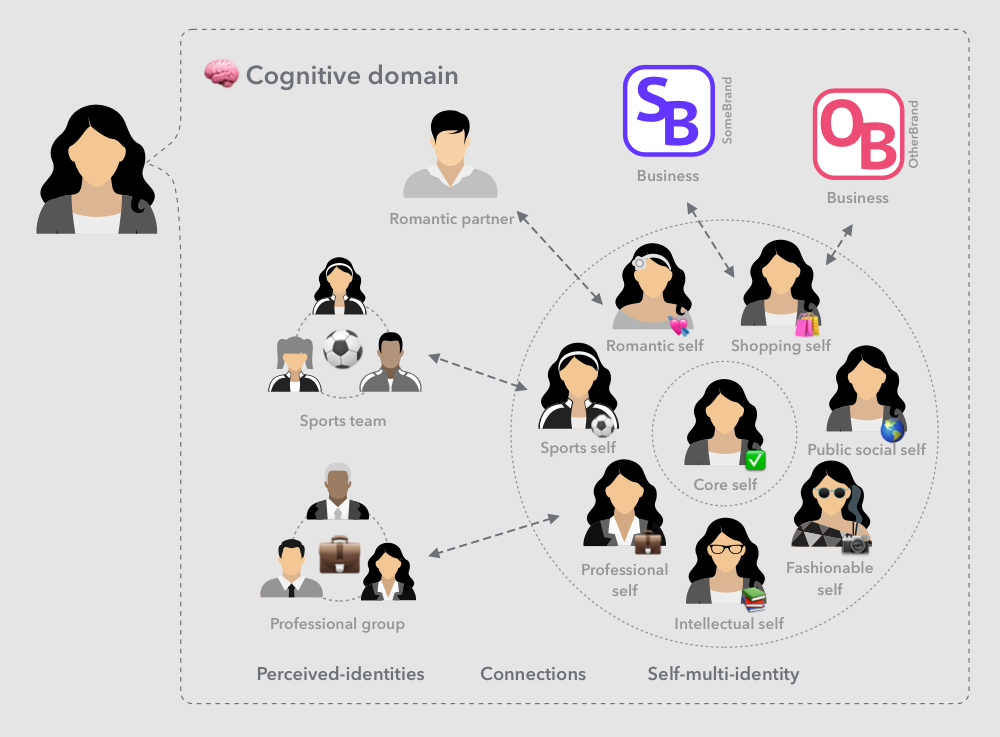 Cognitive domain
SB
SomeBrand
Business
OB
OtherBrand
Business
Romantic partner
Romantic self
Shopping self
Sports team
Sports self
Public social self
Core self
Professional
self
Fashionable
self
Intellectual self
Professional group
Perceived-identities
Connections
Self-multi-identity